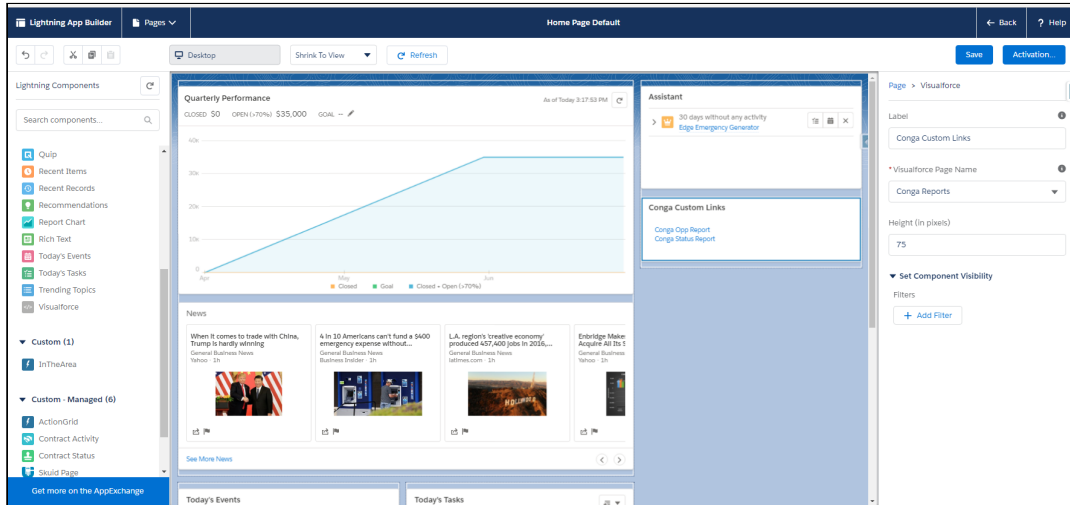 Lightning App Builder
Pages
Home Page Default
Back
? Help
Desktop
Shrink To View
Refresh
Save
Activation...
Lightning Components
Search components...
Quip
Recent Items
Recent Records
Recommendations
Report Chart
Rich Text
Today's Events
Today's Tasks
Trending Topics
Visualforce
Custom (1)
InTheArea
Custom - Managed (6)
ActionGrid
Contract Activity
Contract Status
Skuid Page
Get more on the AppExchange
Quarterly Performance
As of Today 3:17:53 PM
CLOSED $0 OPEN (>70%) $35,000 GOAL --
40k
30k
20k
10k
0
Apr May Jun
Closed Goal Closed + Open (>70%)
News
When it comes to trade with China,
Trump is hardly winning
General Business News
Yahoo · 1h
4 in 10 Americans can't fund a $400
emergency expense without...
General Business News
Business Insider · 1h
L.A. region's 'creative economy'
produced 457,400 jobs in 2016,...
General Business News
latimes.com · 1h
Enbridge Make
Acquire All Its S
General Business
Yahoo · 1h
See More News
Today's Events
Today's Tasks
Assistant
30 days without any activity
Edge Emergency Generator
Conga Custom Links
Conga Opp Report
Conga Status Report
Page > Visualforce
Label
Conga Custom Links
*Visualforce Page Name
Conga Reports
Height (in pixels)
75
Set Component Visibility
Filters
+ Add Filter